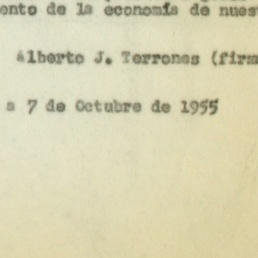 ento de la economía de nues
Alberto J. Terrones (firm
a 7 de Octubre de 1955